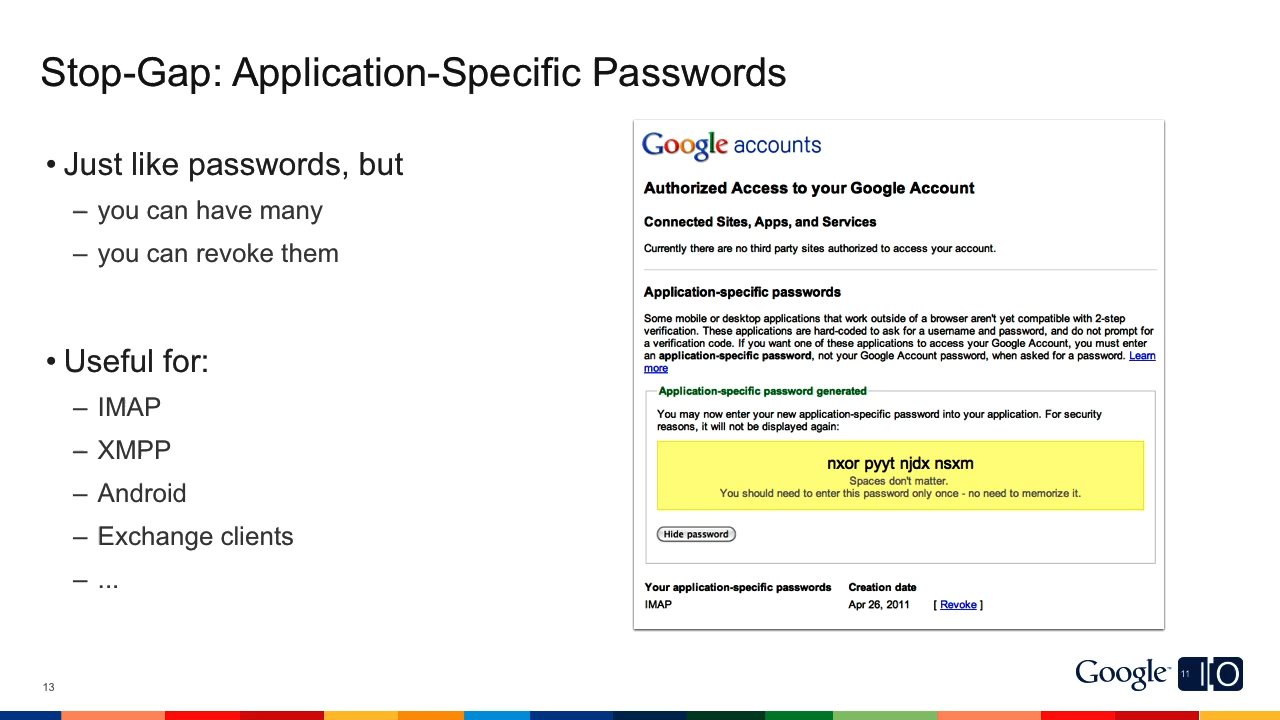 Stop-Gap: Application-Specific Passwords
• Just like passwords, but
– you can have many
– you can revoke them
• Useful for:
– IMAP
– XMPP
– Android
– Exchange clients
– ...
Google accounts
Authorized Access to your Google Account
Connected Sites, Apps, and Services
Currently there are no third party sites authorized to access your account.
Application-specific passwords
Some mobile or desktop applications that work outside of a browser aren't yet compatible with 2-step
verification. These applications are hard-coded to ask for a username and password, and do not prompt for
a verification code. If you want one of these applications to access your Google Account, you must enter
an application-specific password, not your Google Account password, when asked for a password. Learn
more
Application-specific password generated
You may now enter your new application-specific password into your application. For security
reasons, it will not be displayed again:
nxor pyyt njdx nsxm
Spaces don't matter.
You should need to enter this password only once - no need to memorize it.
Hide password
Your application-specific passwords Creation date
IMAP Apr 26, 2011 [ Revoke ]
13
Google™ 11 IO